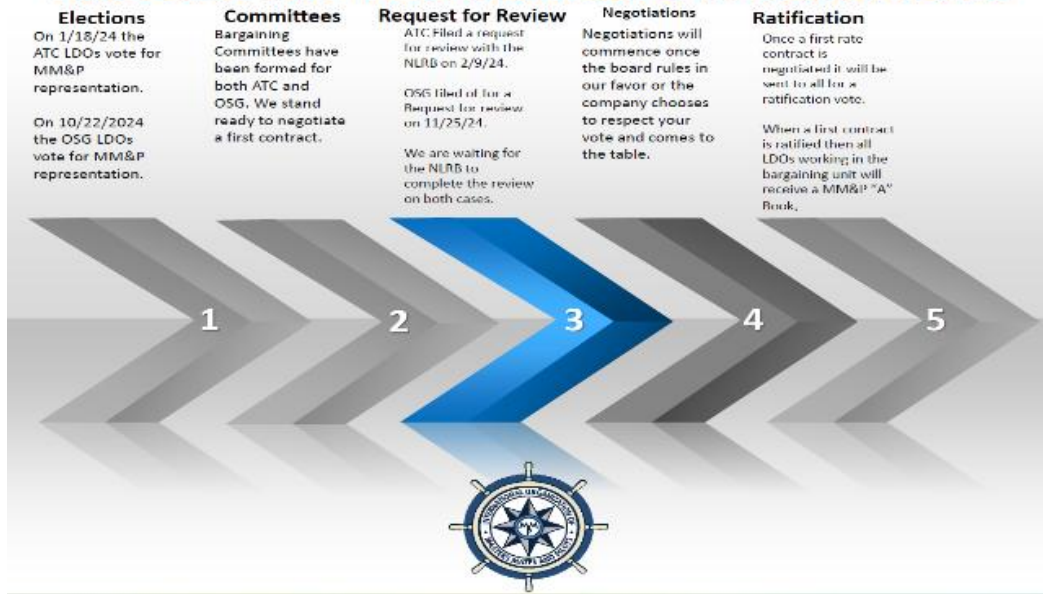 Elections
On 1/18/24 the
ATC LDOs vote for
MM&P
representation.
On 10/22/2024
the OSG LDOs
vote for MM&P
representation.
Committees
Bargaining
Committees have
been formed for
both ATC and
OSG. We stand
ready to negotiate
a first contract.
Request for Review
ATC Filed a request
for review with the
NLRB on 2/9/24.
OSG filed of for a
Request for review
on 11/25/24.
We are waiting for
the NLRB to
complete the review
on both cases.
Negotiations
Negotiations will
commence once
the board rules in
our favor or the
company chooses
to respect your
vote and comes to
the table.
Ratification
Once a first rate
contract is
negotiated it will be
sent to all for a
ratification vote.
When a first contract
is ratified then all
LDOs working in the
bargaining unit will
receive a MM&P "A"
Book.
1
2
3
4
5
INTERNATIONAL ORGANIZATION OF
MASTERS MATES AND PILOTS